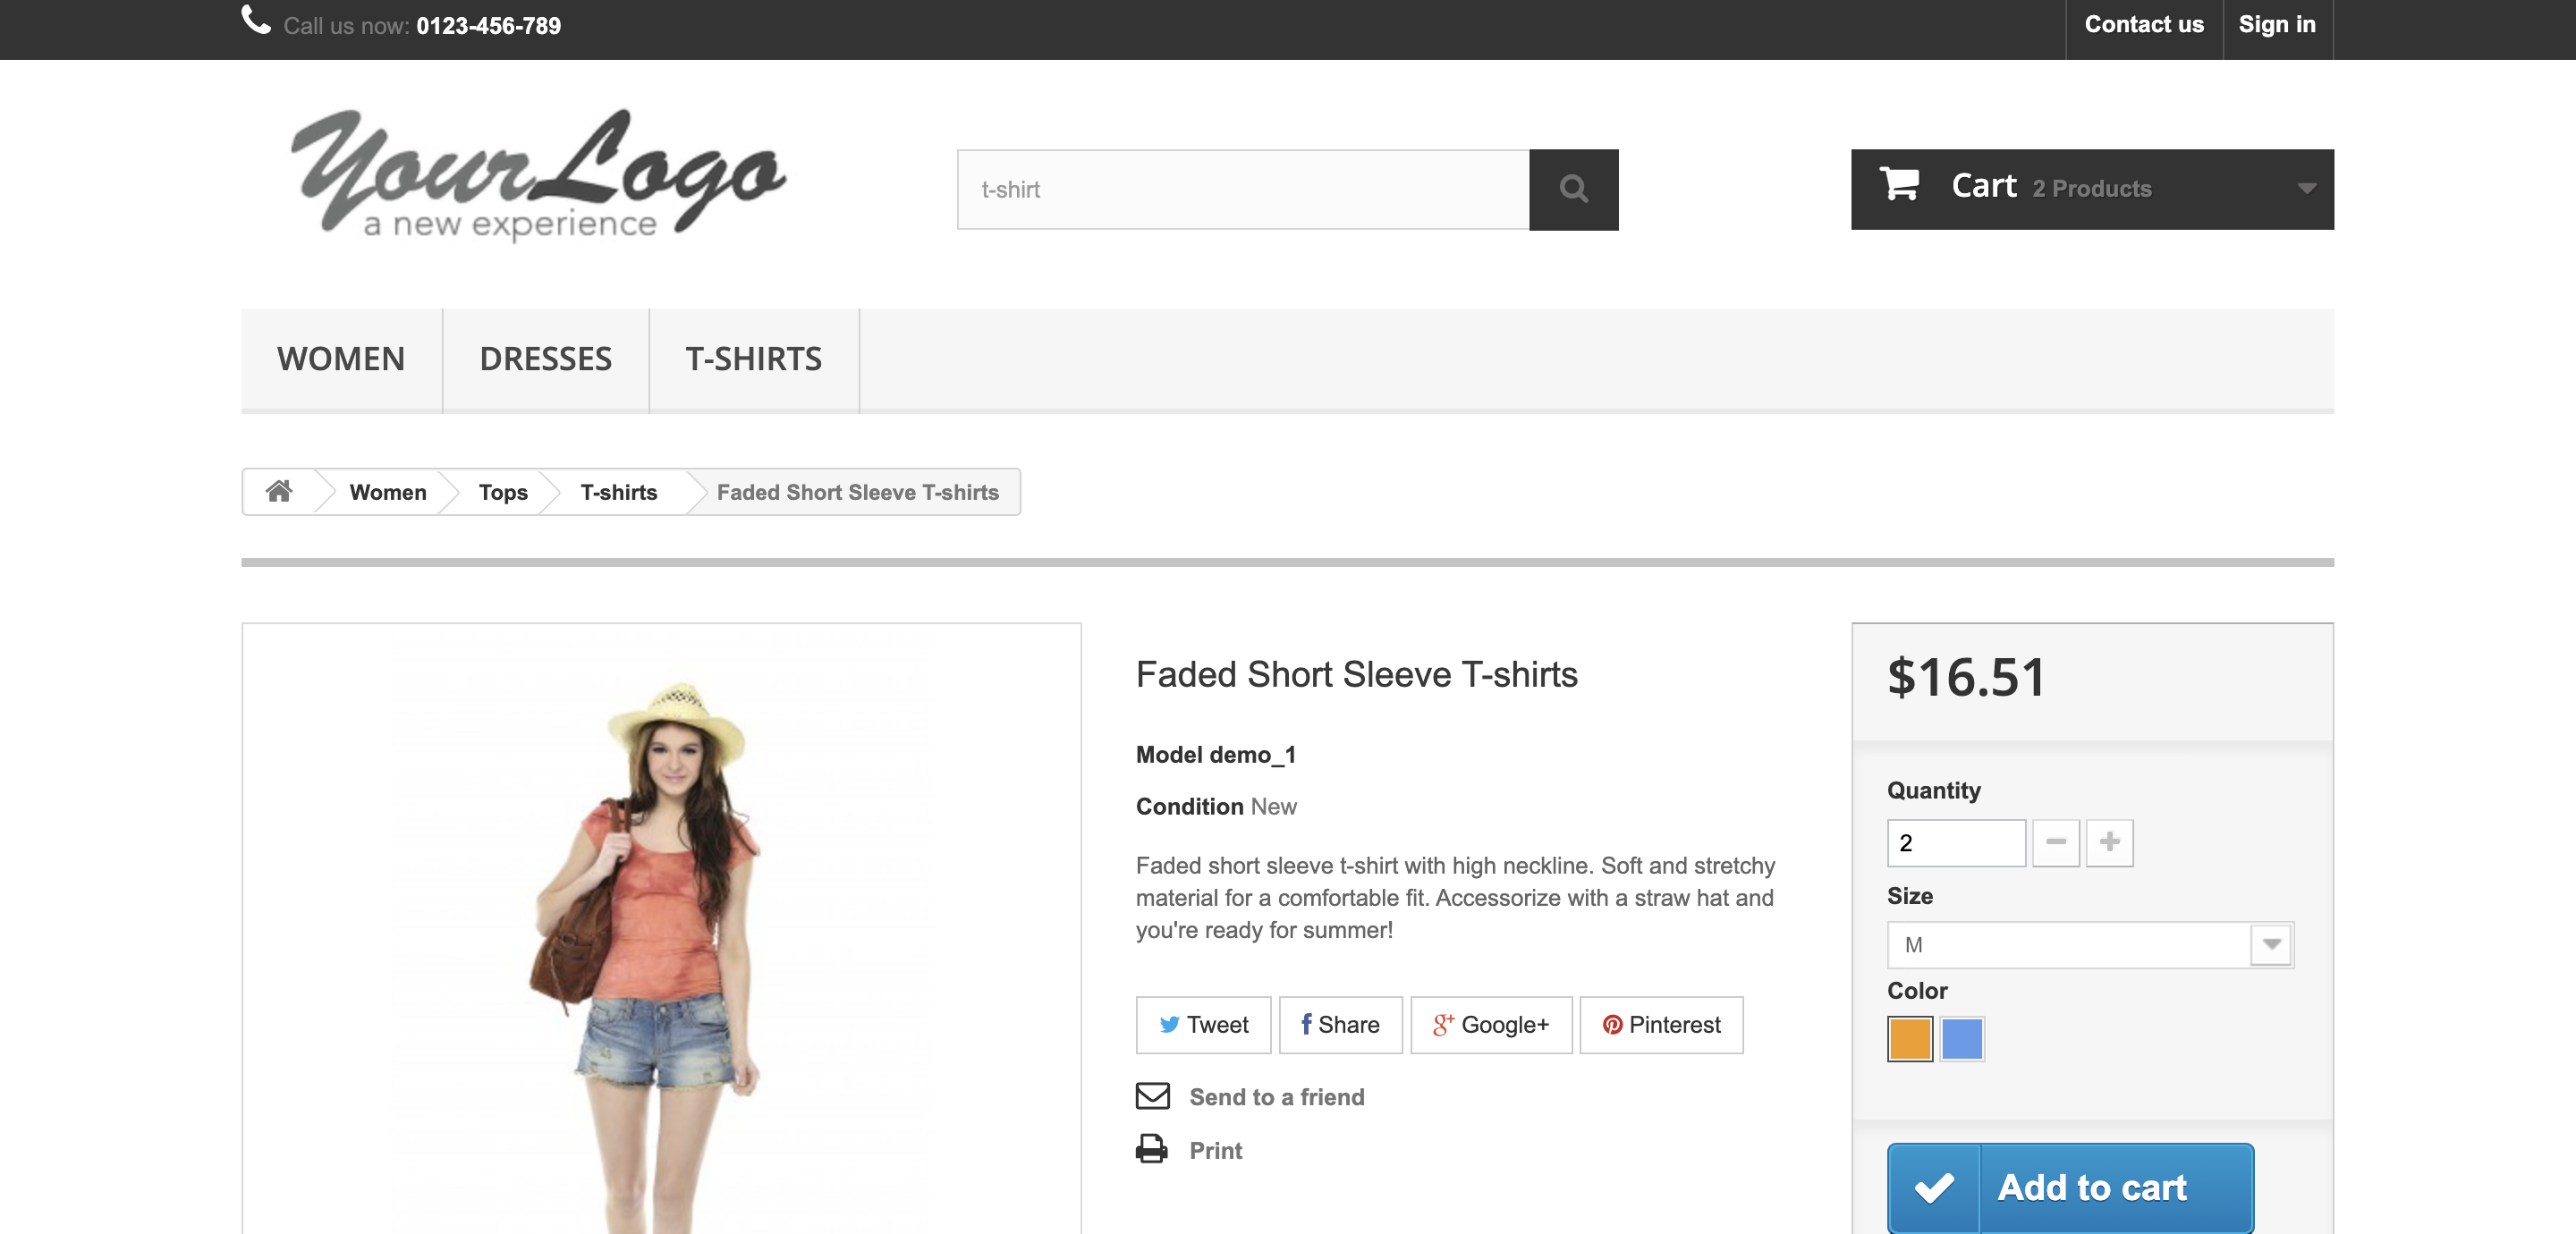 Call us now: 0123-456-789
Contact us
Sign in
YourLogo
a new experience
t-shirt
Cart 2 Products
WOMEN
DRESSES
T-SHIRTS
Women
Tops
T-shirts
Faded Short Sleeve T-shirts
Faded Short Sleeve T-shirts
Model demo_1
Condition New
Faded short sleeve t-shirt with high neckline. Soft and stretchy
material for a comfortable fit. Accessorize with a straw hat and
you're ready for summer!
Tweet
Share
Google+
Pinterest
Send to a friend
Print
$16.51
Quantity
2
Size
M
Color
Add to cart